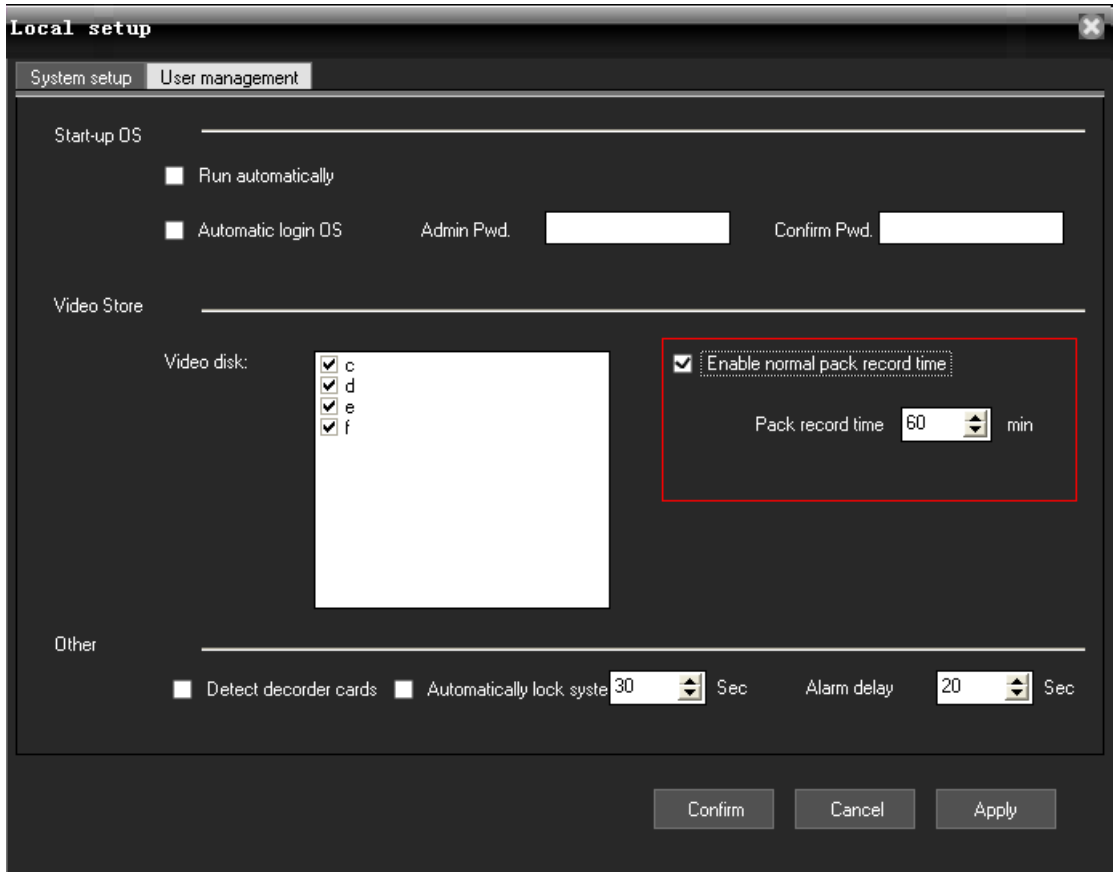 Local setup
System setup User management
Start-up OS
Run automatically
Automatic login OS Admin Pwd. Confirm Pwd.
Video Store
Video disk:
c
d
e
f
Enable normal pack record time
Pack record time 60 min
Other
Detect decorder cards Automatically lock syste 30 Sec Alarm delay 20 Sec
Confirm Cancel Apply